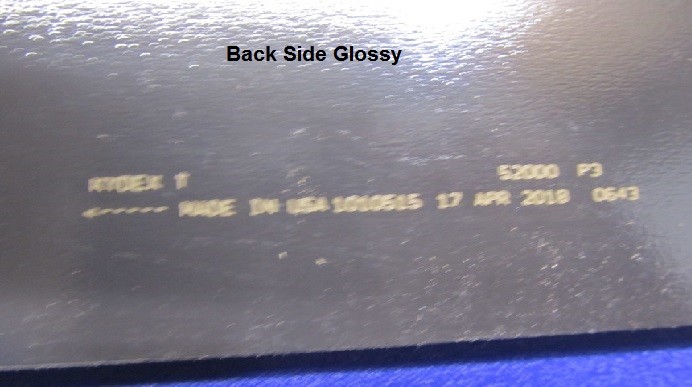 Back Side Glossy
KYDEX T 52000 P3
<------ MADE IN USA 1010515 17 APR 2018 0643